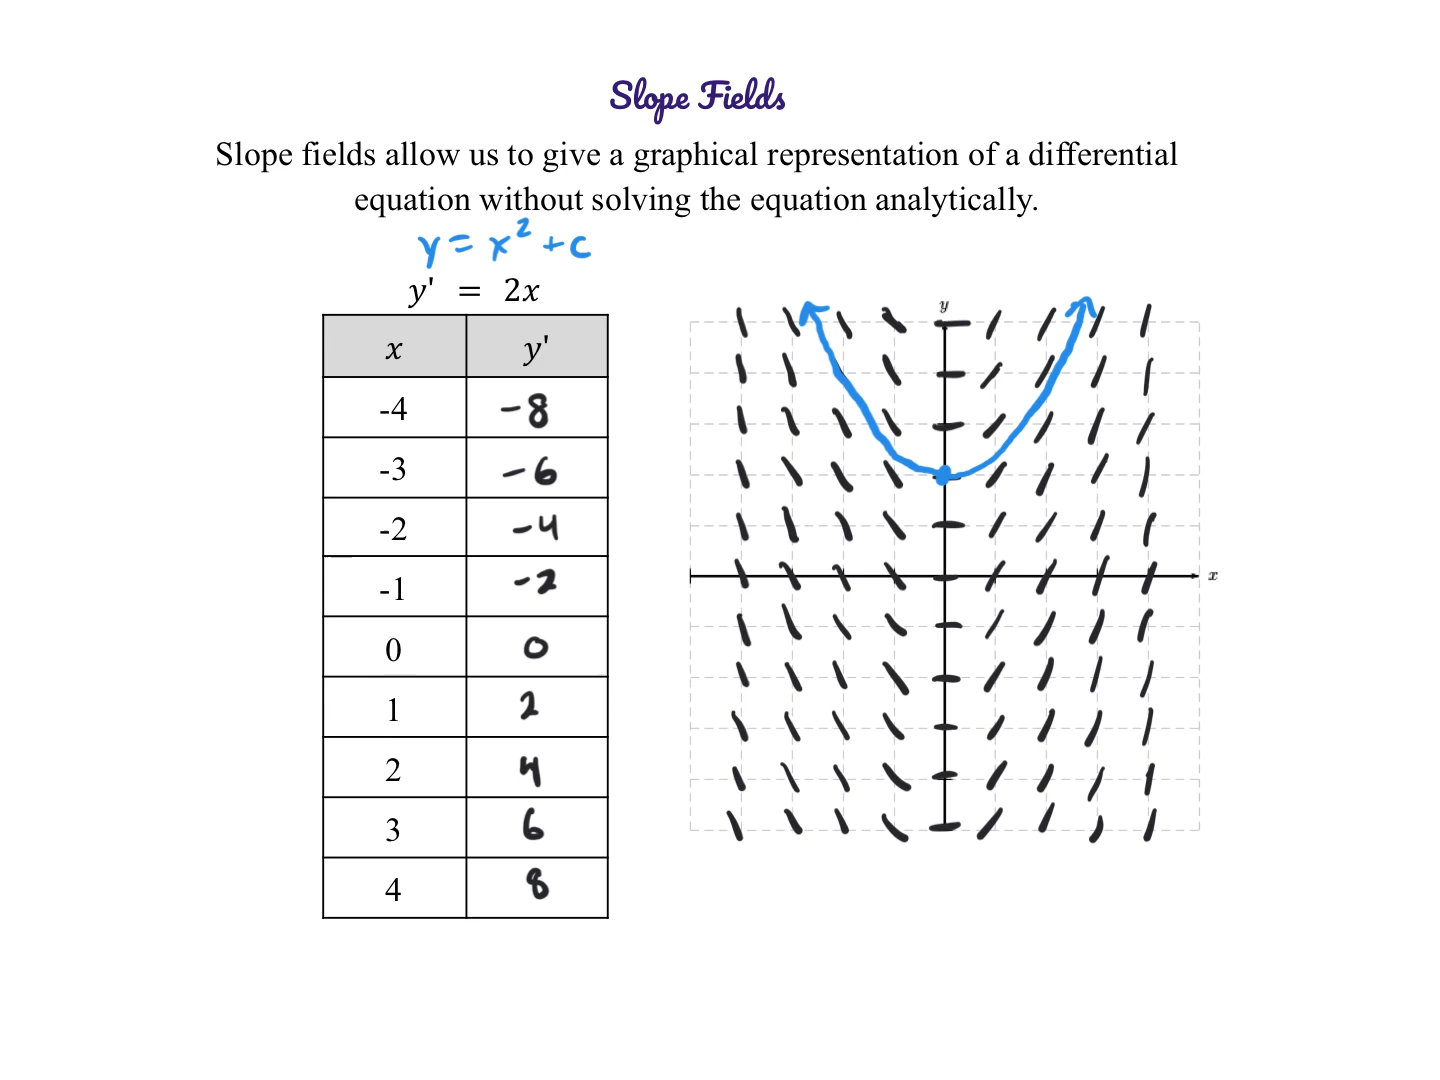 Slope Fields
Slope fields allow us to give a graphical representation of a differential
equation without solving the equation analytically.
y = x² + c
y' = 2x
x y'
-4 -8
-3 -6
-2 -4
-1 -2
0 0
1 2
2 4
3 6
4 8
y
x